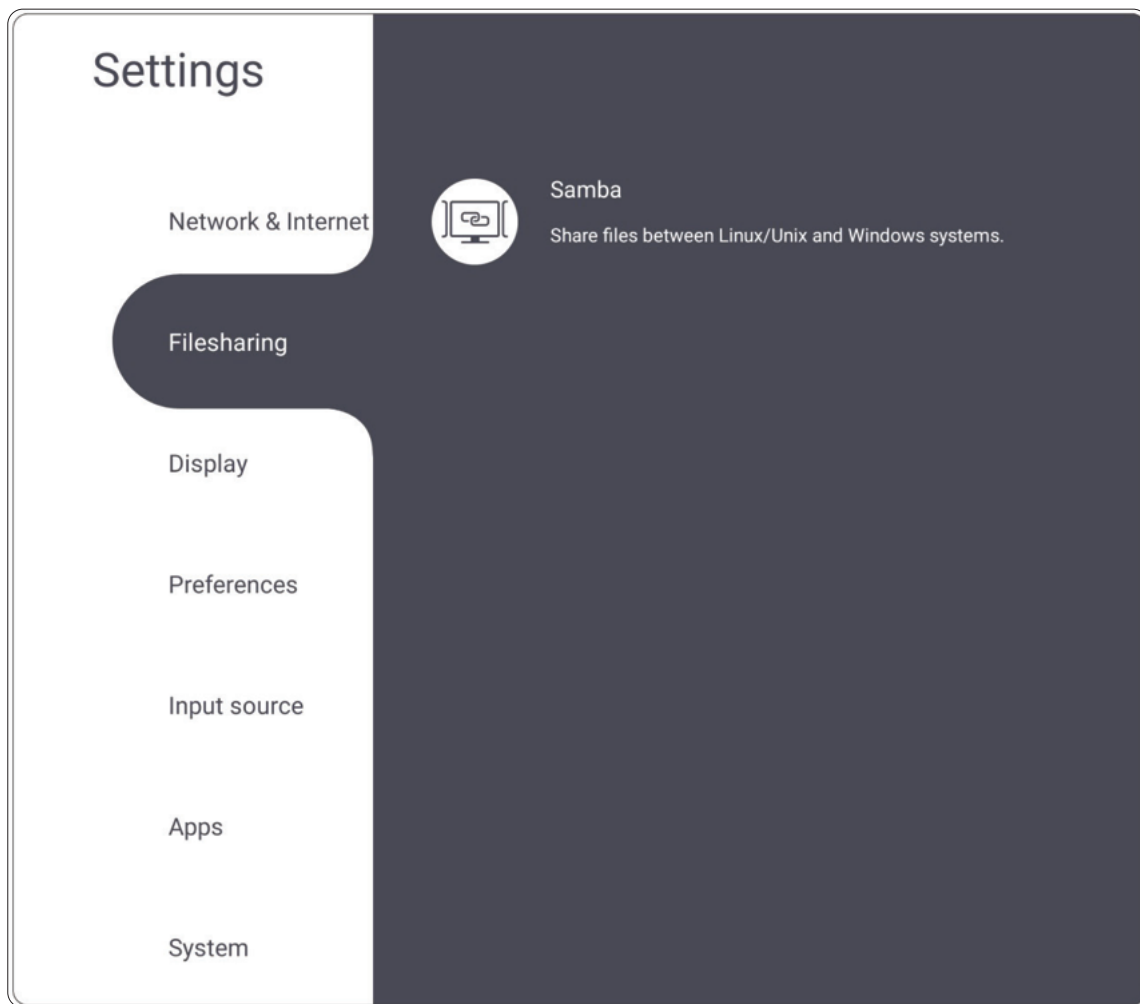 Settings
Network & Internet
Filesharing
Display
Preferences
Input source
Apps
System
Samba
Share files between Linux/Unix and Windows systems.